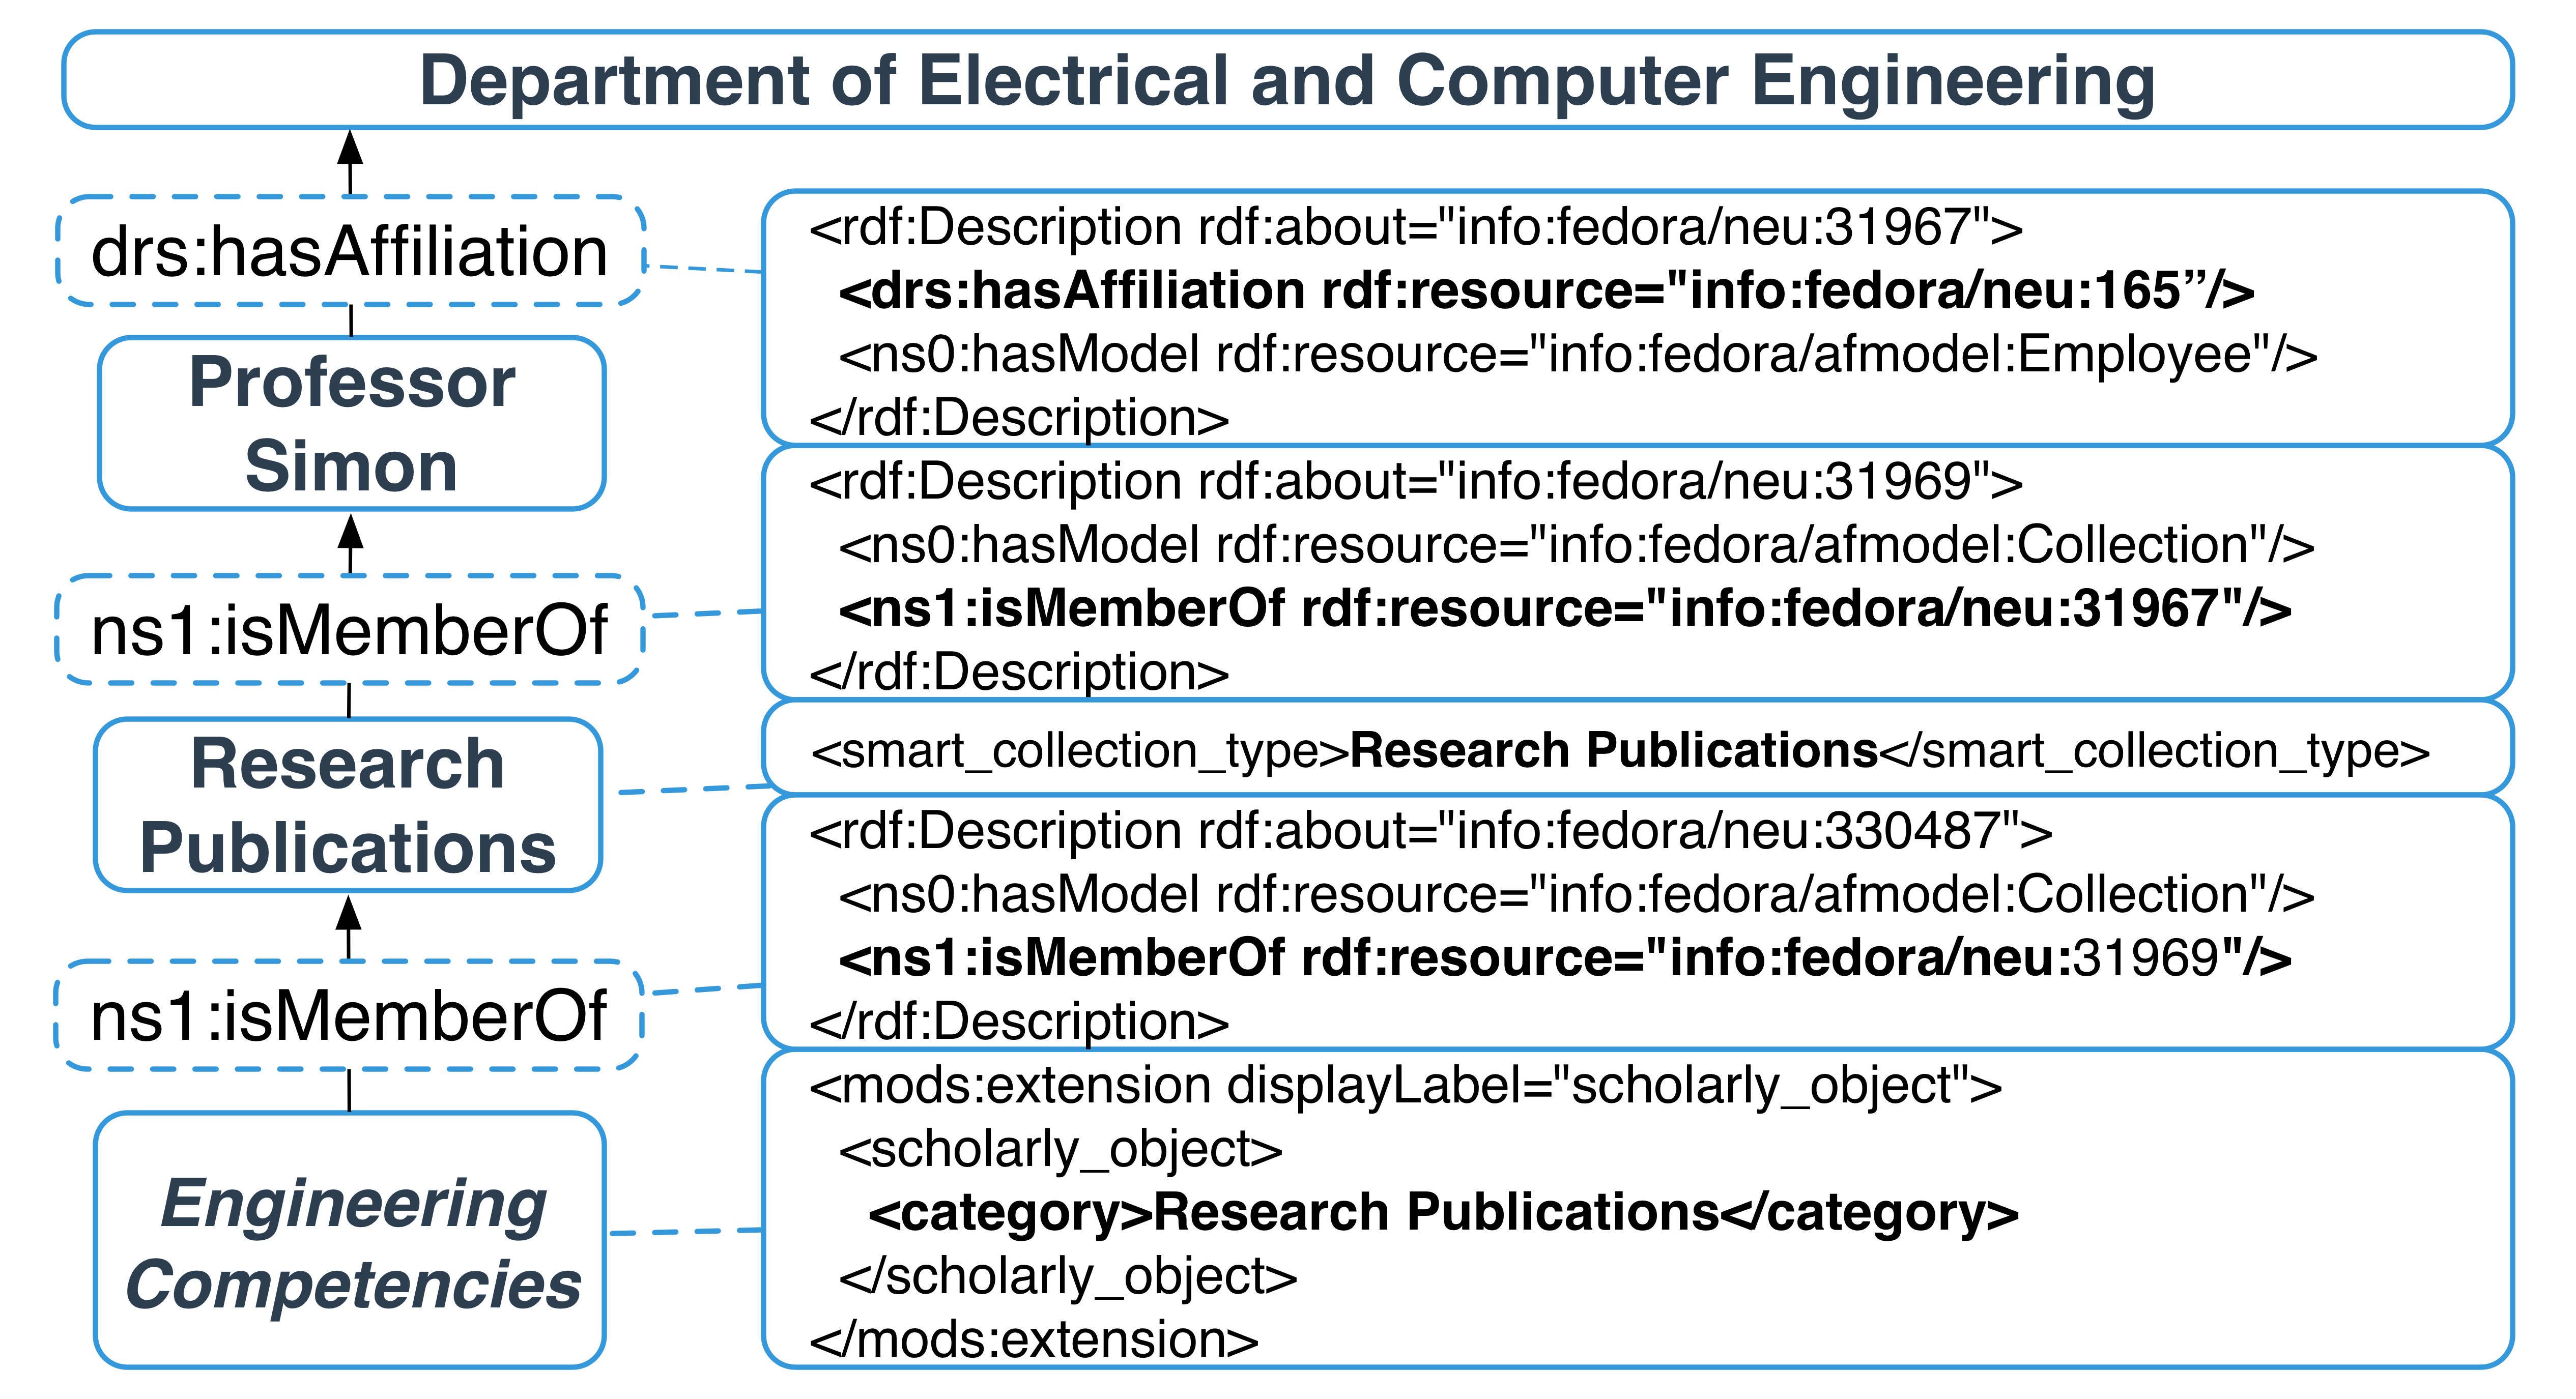 Department of Electrical and Computer Engineering
drs:hasAffiliation
<rdf:Description rdf:about="info:fedora/neu:31967">
<drs:hasAffiliation rdf:resource="info:fedora/neu:165”/>
<ns0:hasModel rdf:resource="info:fedora/afmodel:Employee"/>
</rdf:Description>
Professor
Simon
ns1:isMemberOf
<rdf:Description rdf:about="info:fedora/neu:31969">
<ns0:hasModel rdf:resource="info:fedora/afmodel:Collection"/>
<ns1:isMemberOf rdf:resource="info:fedora/neu:31967"/>
</rdf:Description>
Research
Publications
<smart_collection_type>Research Publications</smart_collection_type>
ns1:isMemberOf
<rdf:Description rdf:about="info:fedora/neu:330487">
<ns0:hasModel rdf:resource="info:fedora/afmodel:Collection"/>
<ns1:isMemberOf rdf:resource="info:fedora/neu:31969"/>
</rdf:Description>
Engineering
Competencies
<mods:extension displayLabel="scholarly_object">
<scholarly_object>
<category>Research Publications</category>
</scholarly_object>
</mods:extension>